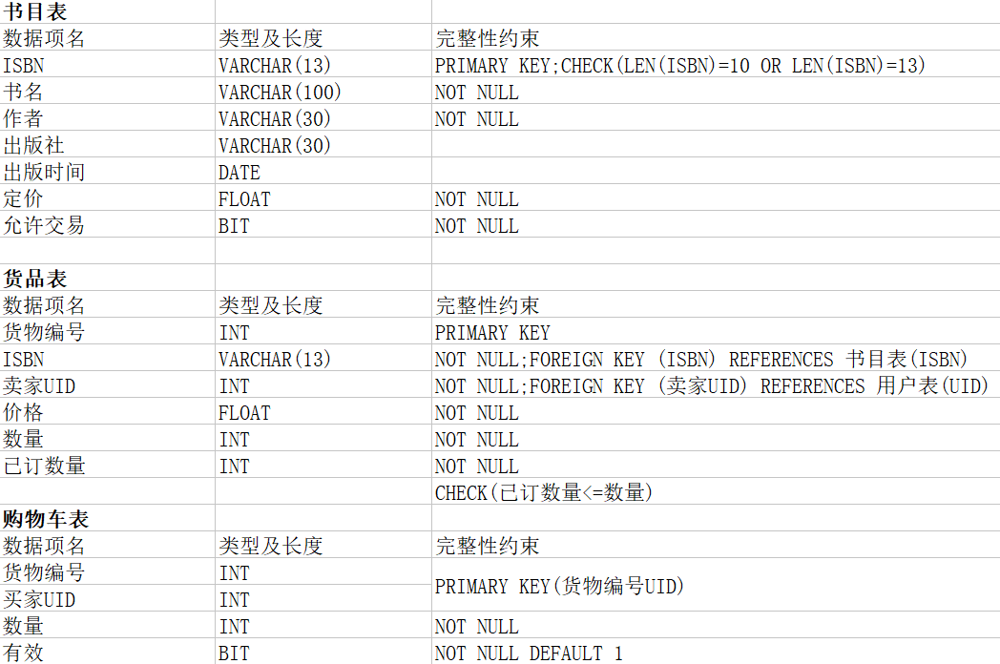 书目表
数据项名 类型及长度 完整性约束
ISBN VARCHAR(13) PRIMARY KEY;CHECK(LEN(ISBN)=10 OR LEN(ISBN)=13)
书名 VARCHAR(100) NOT NULL
作者 VARCHAR(30) NOT NULL
出版社 VARCHAR(30)
出版时间 DATE
定价 FLOAT NOT NULL
允许交易 BIT NOT NULL
货品表
数据项名 类型及长度 完整性约束
货物编号 INT PRIMARY KEY
ISBN VARCHAR(13) NOT NULL;FOREIGN KEY (ISBN) REFERENCES 书目表(ISBN)
卖家UID INT NOT NULL;FOREIGN KEY (卖家UID) REFERENCES 用户表(UID)
价格 FLOAT NOT NULL
数量 INT NOT NULL
已订数量 INT NOT NULL
CHECK(已订数量<=数量)
购物车表
数据项名 类型及长度 完整性约束
货物编号 INT PRIMARY KEY(货物编号UID)
买家UID INT
数量 INT NOT NULL
有效 BIT NOT NULL DEFAULT 1